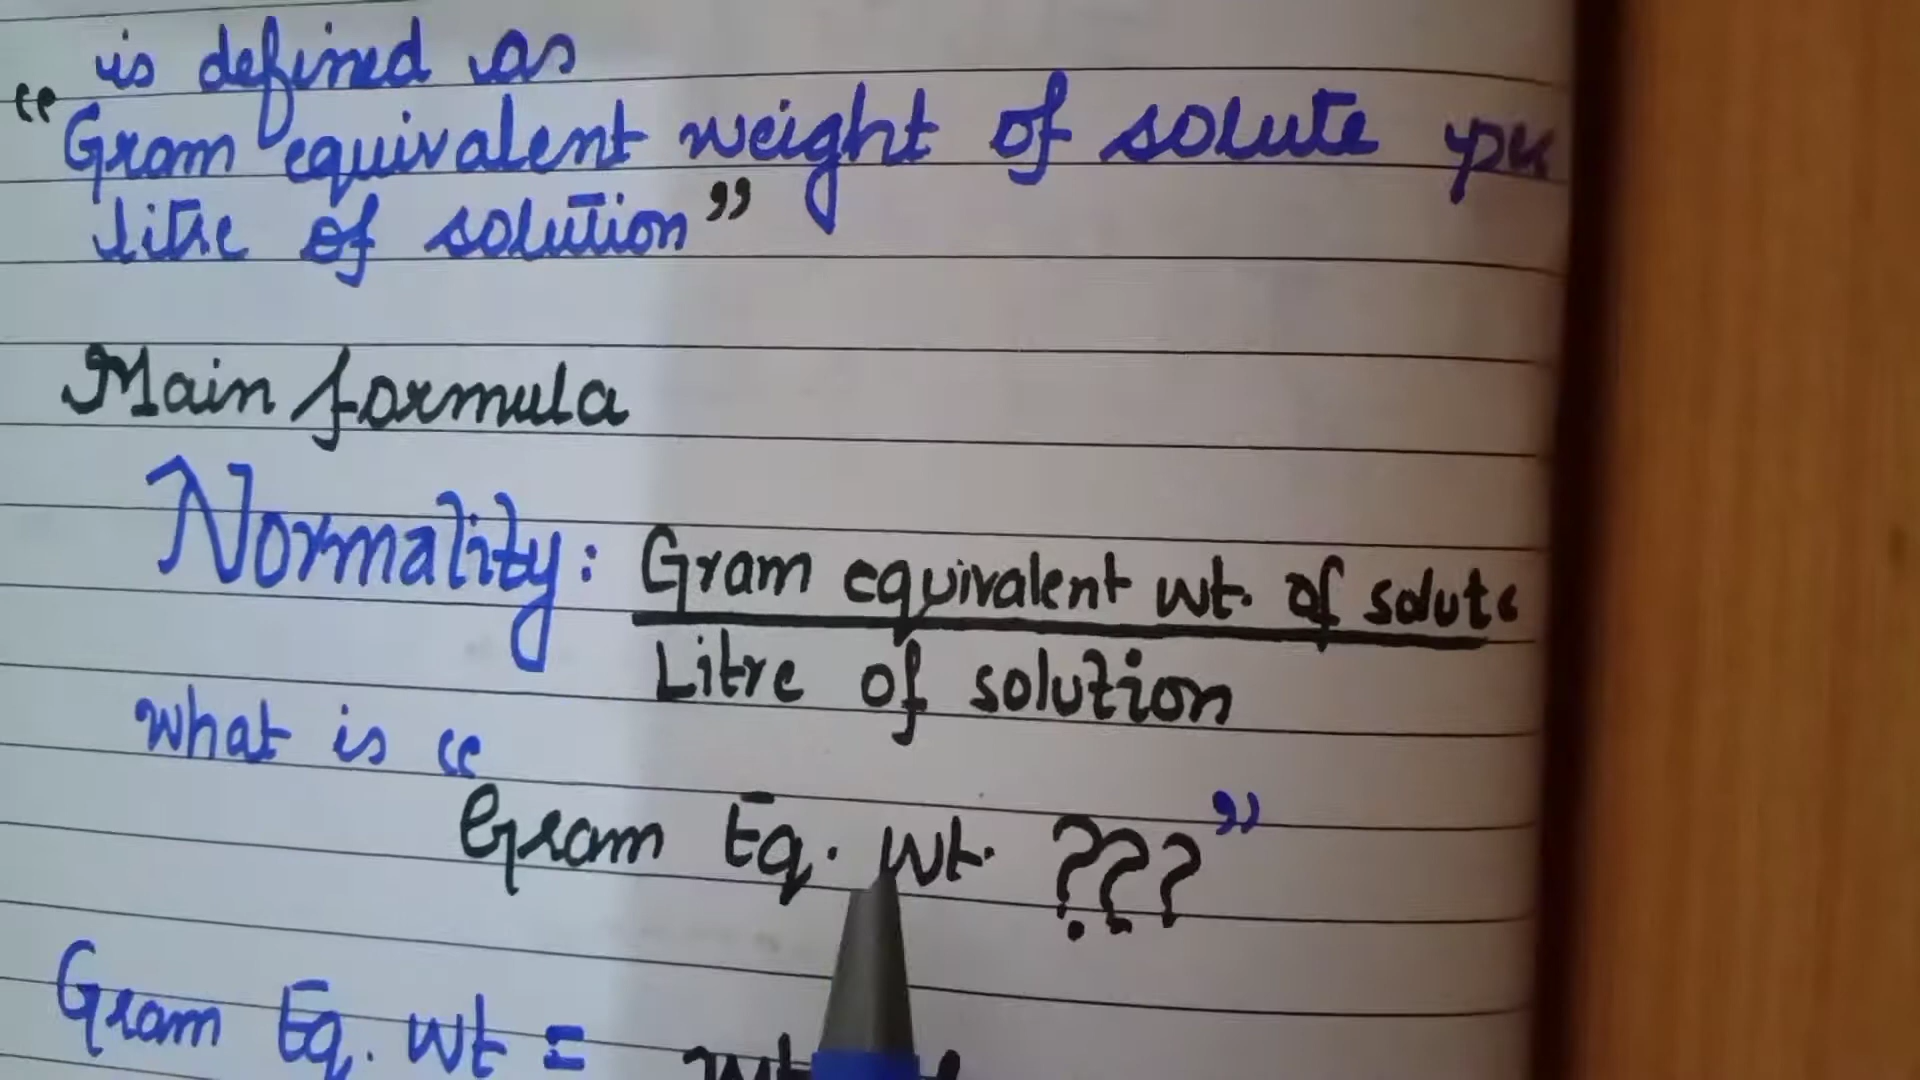 is defined as
“Gram equivalent weight of solute per
litre of solution”
Main formula
Normality: Gram equivalent wt. of solute
Litre of solution
what is “
Gram Eq. wt. ???”
Gram Eq. wt =